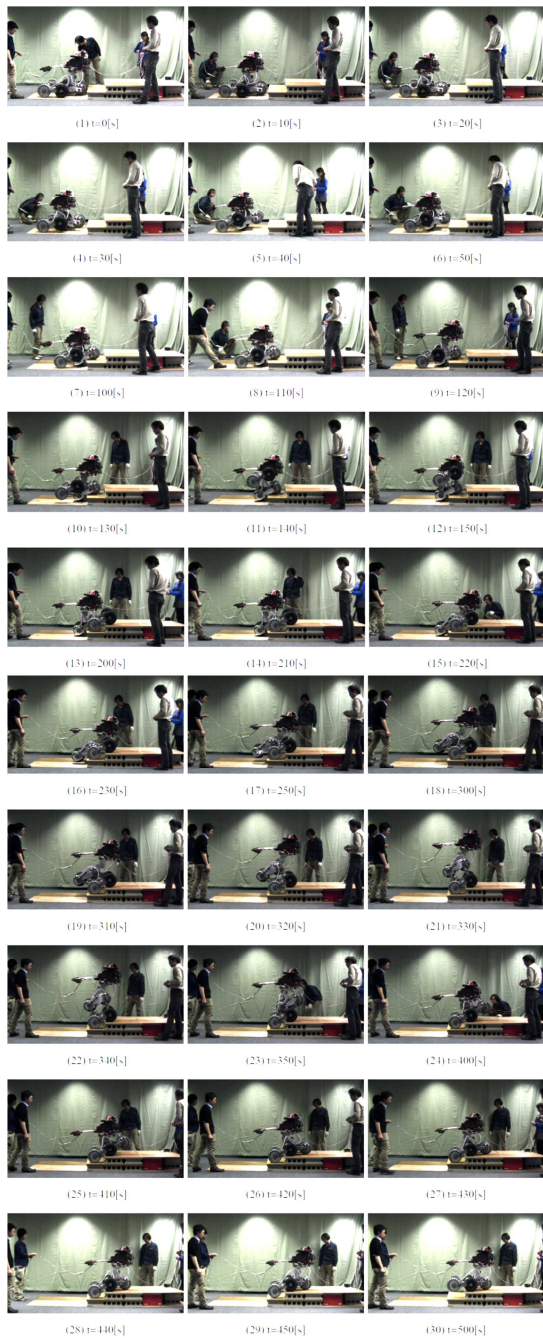 (1) t=0[s]
(2) t=10[s]
(3) t=20[s]
(4) t=30[s]
(5) t=40[s]
(6) t=50[s]
(7) t=100[s]
(8) t=110[s]
(9) t=120[s]
(10) t=130[s]
(11) t=140[s]
(12) t=150[s]
(13) t=200[s]
(14) t=210[s]
(15) t=220[s]
(16) t=230[s]
(17) t=250[s]
(18) t=300[s]
(19) t=310[s]
(20) t=320[s]
(21) t=330[s]
(22) t=340[s]
(23) t=350[s]
(24) t=400[s]
(25) t=410[s]
(26) t=420[s]
(27) t=430[s]
(28) t=440[s]
(29) t=450[s]
(30) t=500[s]